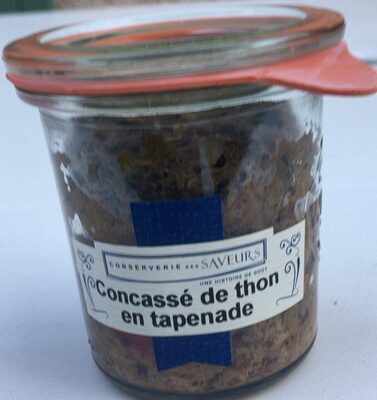 CONSERVERIE DES SAVEURS
UNE HISTOIRE DE GOÛT
Concassé de thon
en tapenade